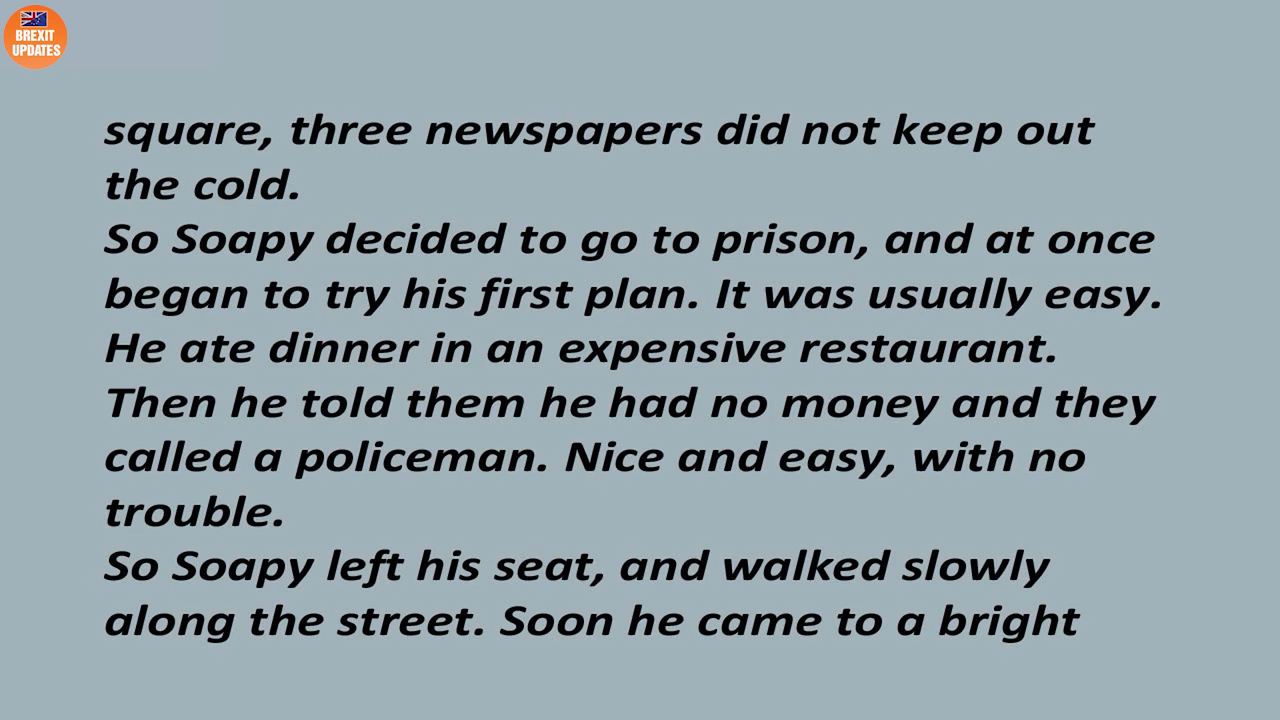 BREXIT
UPDATES
square, three newspapers did not keep out
the cold.
So Soapy decided to go to prison, and at once
began to try his first plan. It was usually easy.
He ate dinner in an expensive restaurant.
Then he told them he had no money and they
called a policeman. Nice and easy, with no
trouble.
So Soapy left his seat, and walked slowly
along the street. Soon he came to a bright